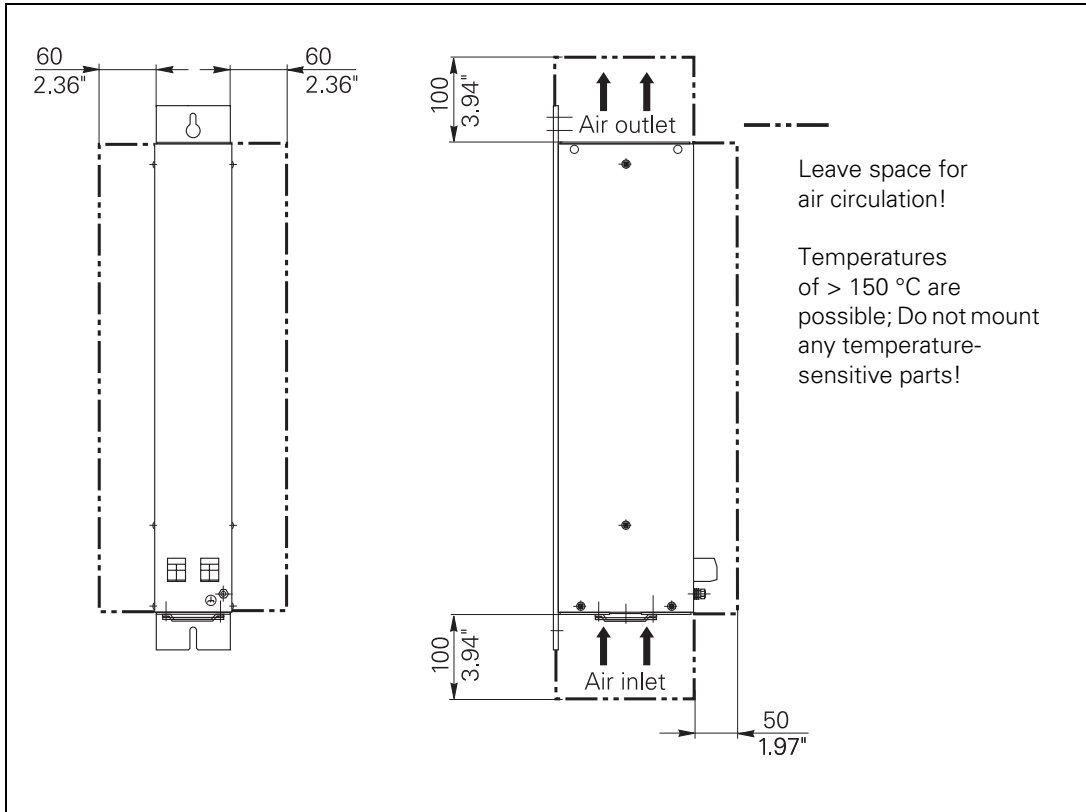 60
2.36"
60
2.36"
100
3.94"
Air outlet
Leave space for
air circulation!
Temperatures
of > 150 °C are
possible; Do not mount
any temperature-
sensitive parts!
100
3.94"
Air inlet
50
1.97"